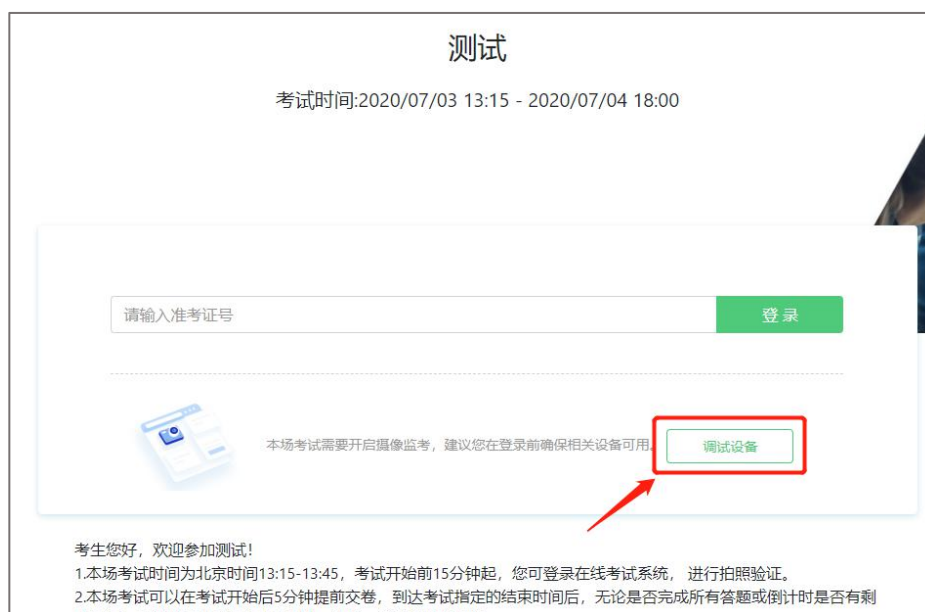 测试
考试时间:2020/07/03 13:15 - 2020/07/04 18:00
请输入准考证号
登 录
本场考试需要开启摄像监考，建议您在登录前确保相关设备可用。
调试设备
考生您好，欢迎参加测试！
1.本场考试时间为北京时间13:15-13:45，考试开始前15分钟起，您可登录在线考试系统， 进行拍照验证。
2.本场考试可以在考试开始后5分钟提前交卷，到达考试指定的结束时间后，无论是否完成所有答题或倒计时是否有剩